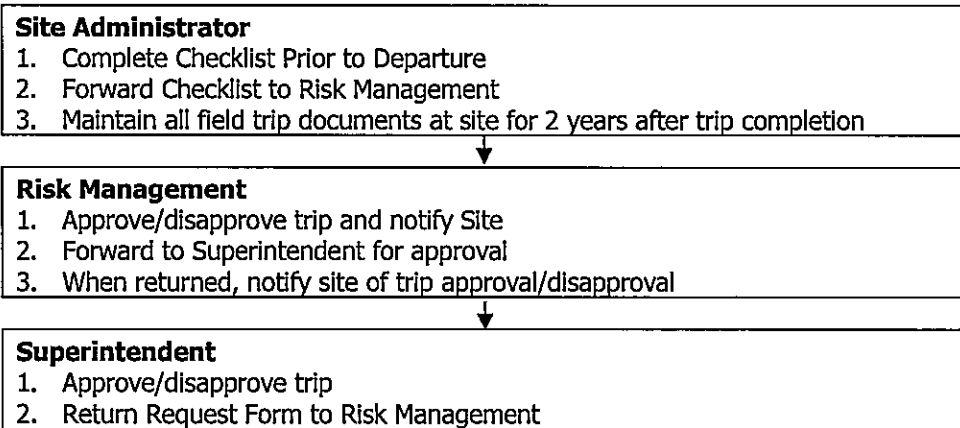 Site Administrator
1. Complete Checklist Prior to Departure
2. Forward Checklist to Risk Management
3. Maintain all field trip documents at site for 2 years after trip completion
Risk Management
1. Approve/disapprove trip and notify Site
2. Forward to Superintendent for approval
3. When returned, notify site of trip approval/disapproval
Superintendent
1. Approve/disapprove trip
2. Return Request Form to Risk Management